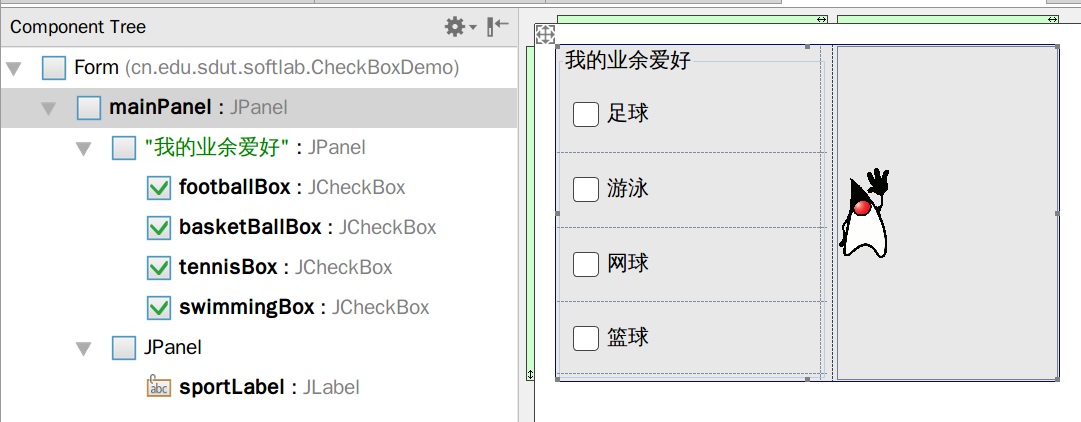 Component Tree
Form (cn.edu.sdut.softlab.CheckBoxDemo)
mainPanel : JPanel
"我的业余爱好" : JPanel
footballBox : JCheckBox
basketBallBox : JCheckBox
tennisBox : JCheckBox
swimmingBox : JCheckBox
JPanel
abc sportLabel : JLabel
我的业余爱好
足球
游泳
网球
篮球